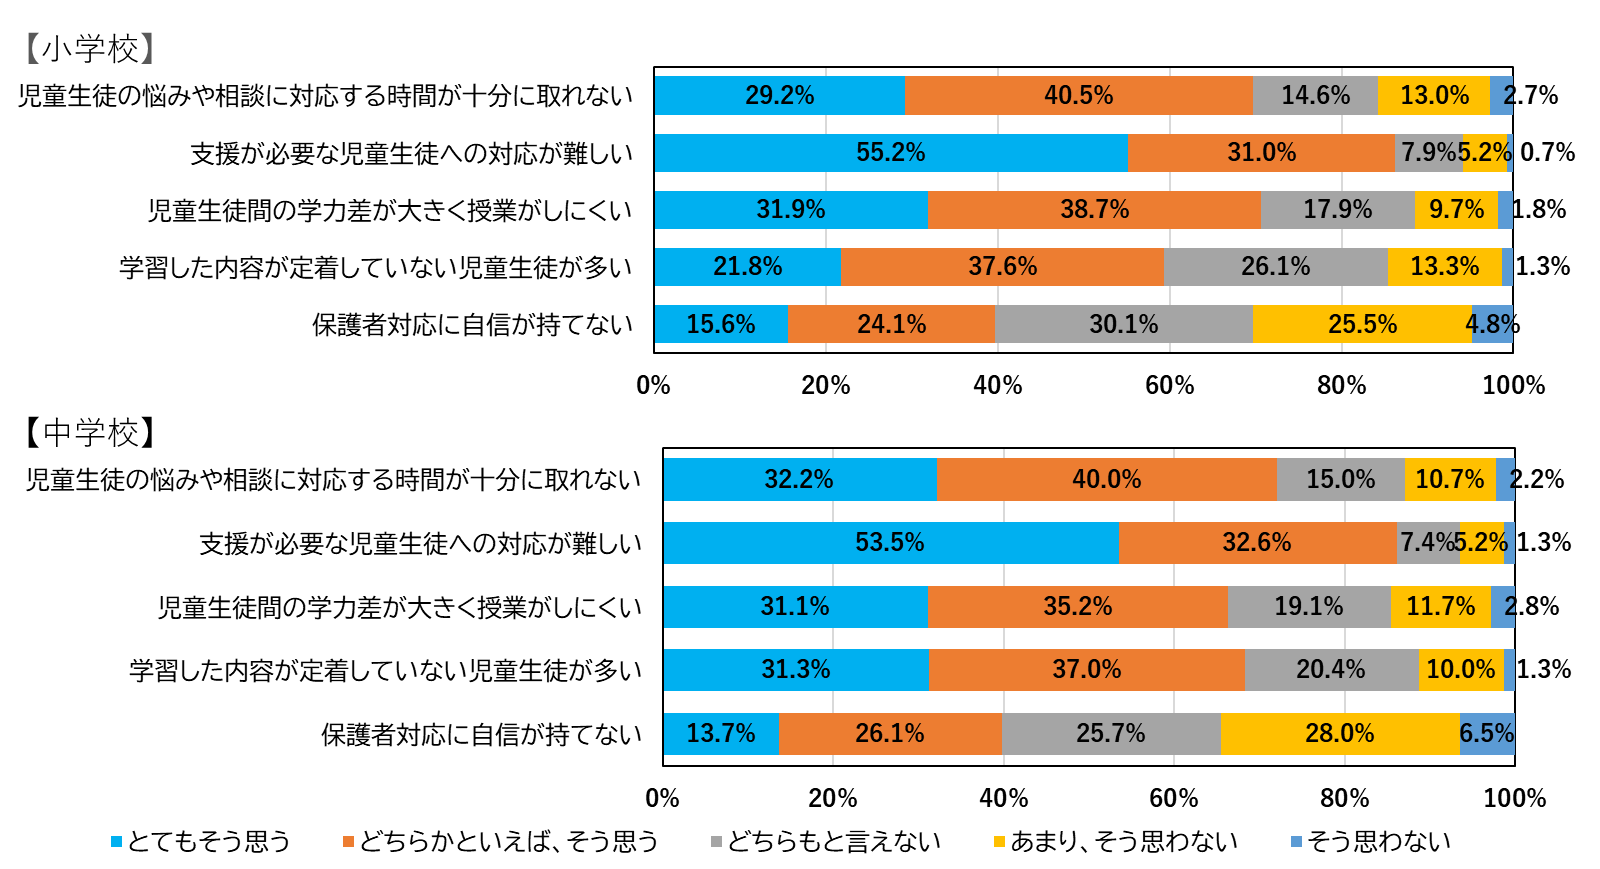 【小学校】
児童生徒の悩みや相談に対応する時間が十分に取れない 29.2% 40.5% 14.6% 13.0% 2.7%
支援が必要な児童生徒への対応が難しい 55.2% 31.0% 7.9% 5.2% 0.7%
児童生徒間の学力差が大きく授業がしにくい 31.9% 38.7% 17.9% 9.7% 1.8%
学習した内容が定着していない児童生徒が多い 21.8% 37.6% 26.1% 13.3% 1.3%
保護者対応に自信が持てない 15.6% 24.1% 30.1% 25.5% 4.8%
0% 20% 40% 60% 80% 100%
【中学校】
児童生徒の悩みや相談に対応する時間が十分に取れない 32.2% 40.0% 15.0% 10.7% 2.2%
支援が必要な児童生徒への対応が難しい 53.5% 32.6% 7.4% 5.2% 1.3%
児童生徒間の学力差が大きく授業がしにくい 31.1% 35.2% 19.1% 11.7% 2.8%
学習した内容が定着していない児童生徒が多い 31.3% 37.0% 20.4% 10.0% 1.3%
保護者対応に自信が持てない 13.7% 26.1% 25.7% 28.0% 6.5%
0% 20% 40% 60% 80% 100%
とてもそう思う どちらかといえば、そう思う どちらもと言えない あまり、そう思わない そう思わない